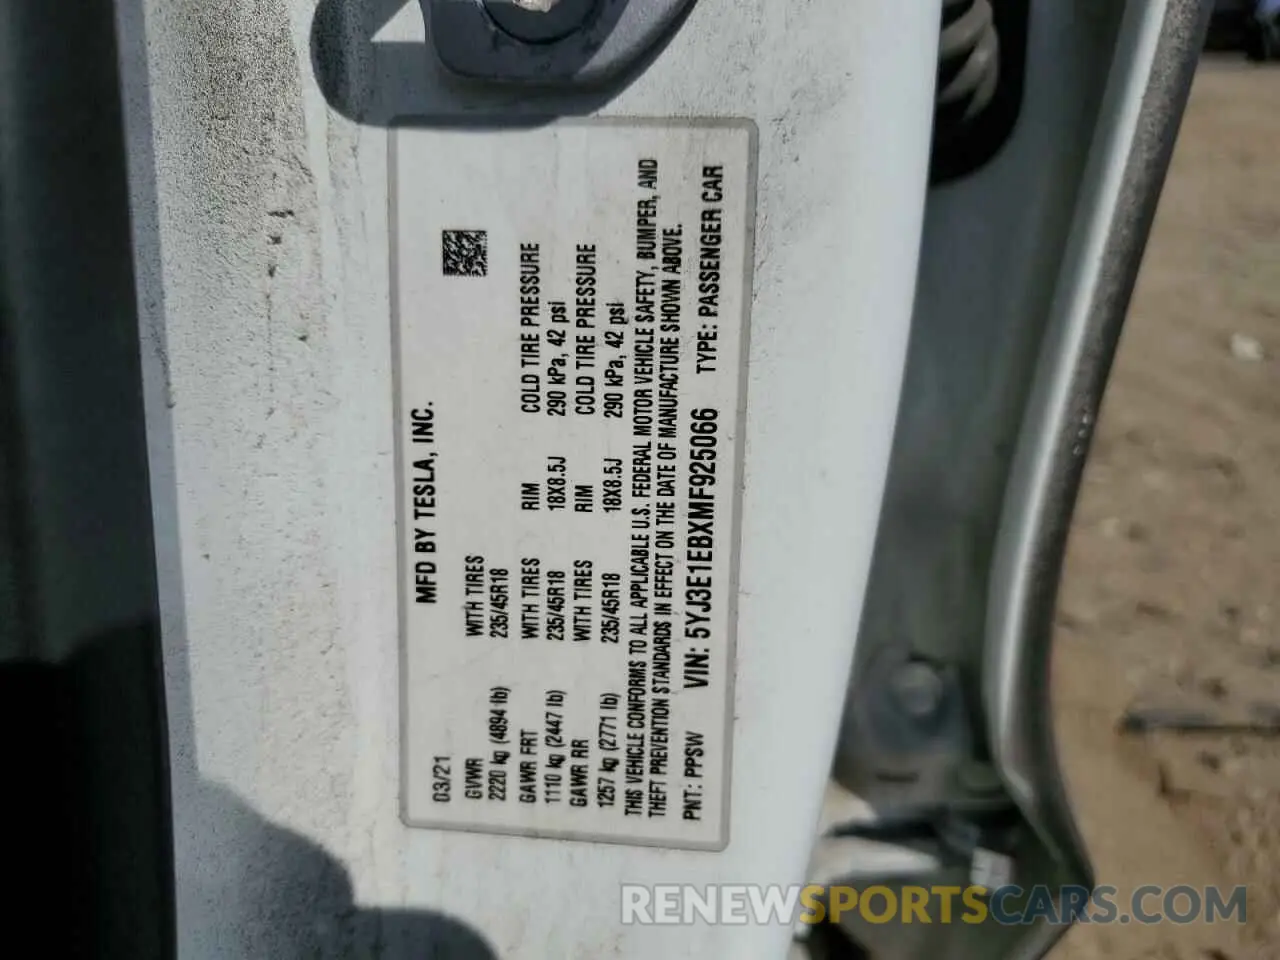 MFD BY TESLA, INC.
03/21
GVWR WITH TIRES
2220 kg (4894 lb) 235/45R18
GAWR FRT WITH TIRES RIM COLD TIRE PRESSURE
1110 kg (2447 lb) 235/45R18 18X8.5J 290 kPa, 42 psi
GAWR RR WITH TIRES RIM COLD TIRE PRESSURE
1257 kg (2771 lb) 235/45R18 18X8.5J 290 kPa, 42 psi
THIS VEHICLE CONFORMS TO ALL APPLICABLE U.S. FEDERAL MOTOR VEHICLE SAFETY, BUMPER, AND
THEFT PREVENTION STANDARDS IN EFFECT ON THE DATE OF MANUFACTURE SHOWN ABOVE.
PNT: PPSW VIN: 5YJ3E1EBXMF925066 TYPE: PASSENGER CAR
RENEWSPORTSCARS.COM